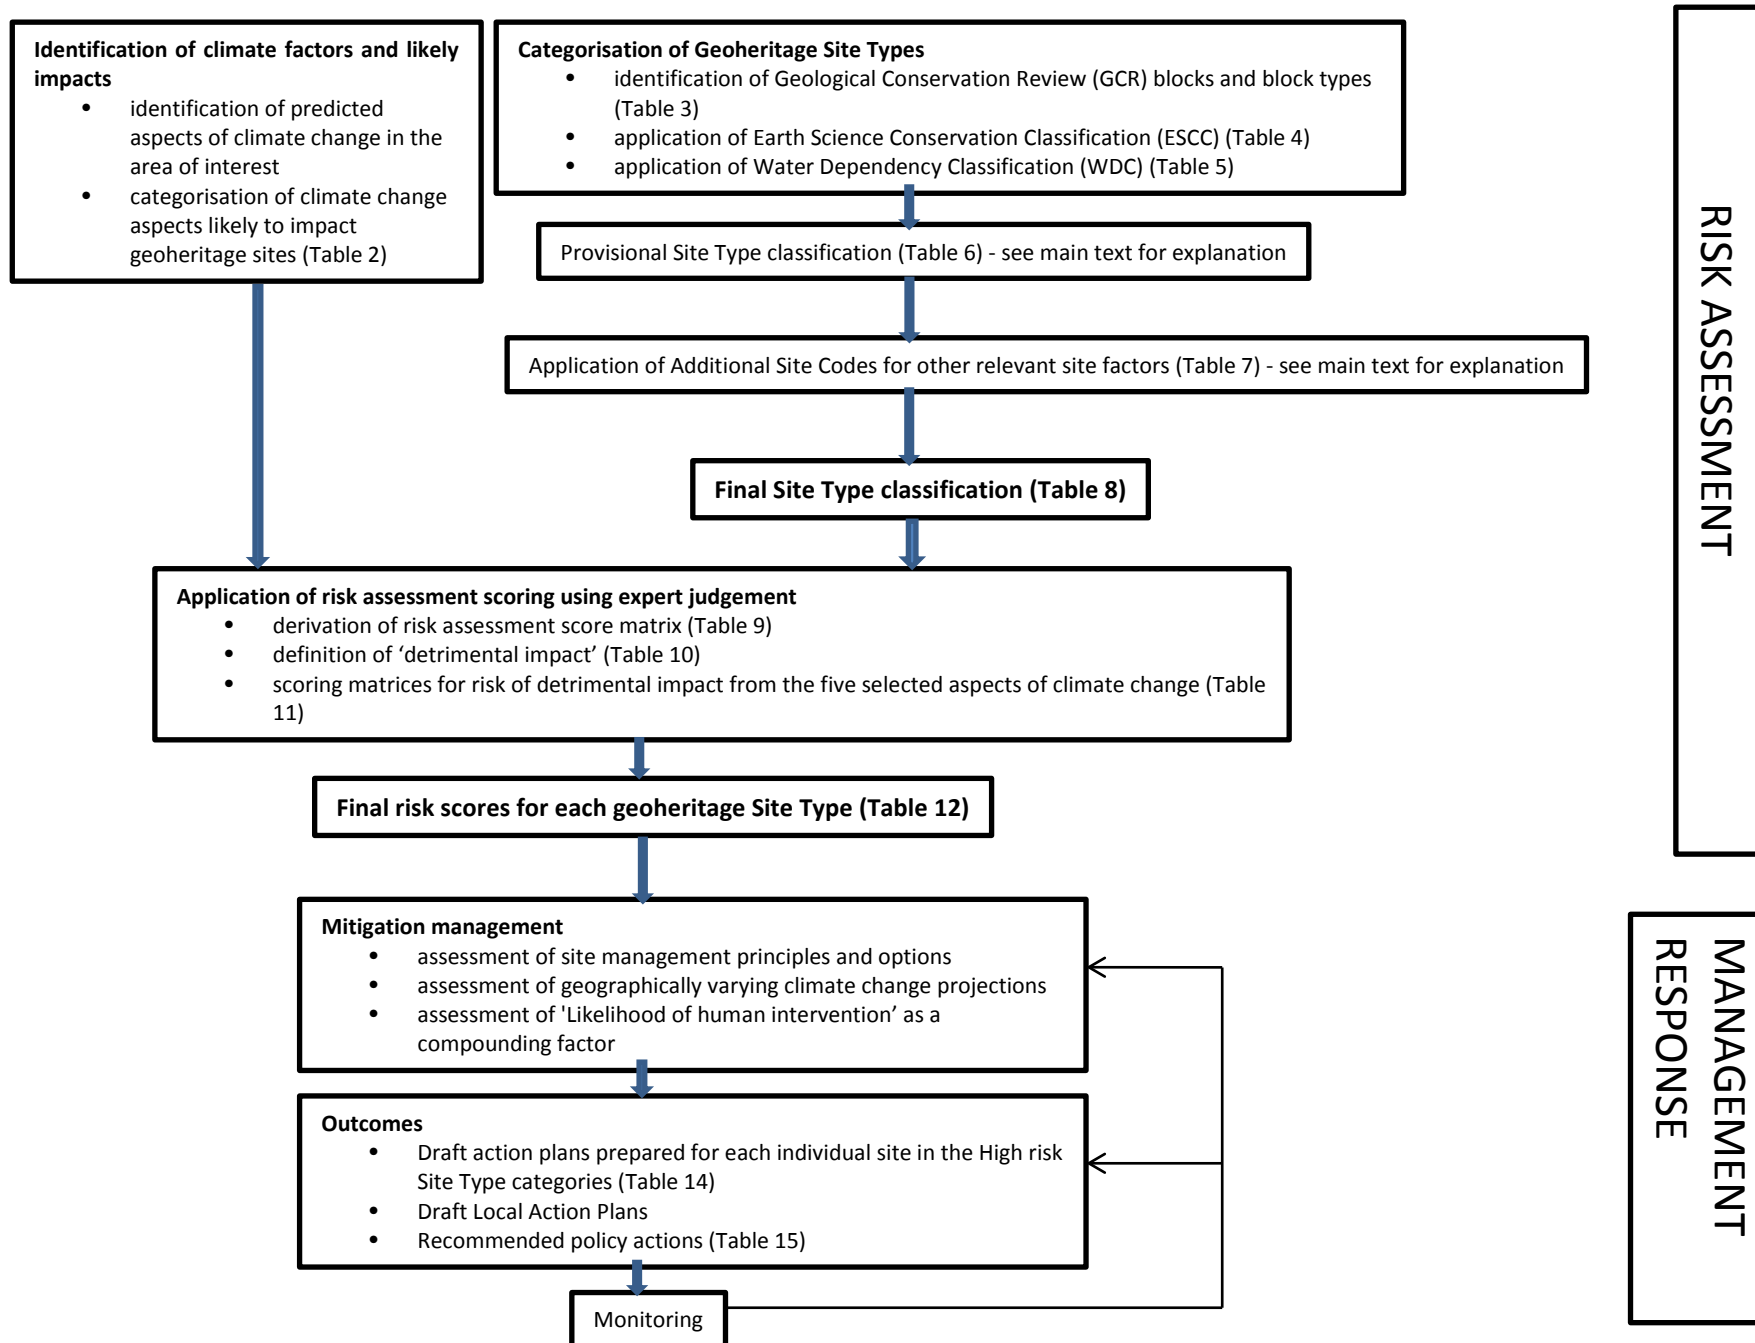 Identification of climate factors and likely
impacts
• identification of predicted
aspects of climate change in the
area of interest
• categorisation of climate change
aspects likely to impact
geoheritage sites (Table 2)
Categorisation of Geoheritage Site Types
• identification of Geological Conservation Review (GCR) blocks and block types
(Table 3)
• application of Earth Science Conservation Classification (ESCC) (Table 4)
• application of Water Dependency Classification (WDC) (Table 5)
Provisional Site Type classification (Table 6) - see main text for explanation
Application of Additional Site Codes for other relevant site factors (Table 7) - see main text for explanation
Final Site Type classification (Table 8)
Application of risk assessment scoring using expert judgement
• derivation of risk assessment score matrix (Table 9)
• definition of ‘detrimental impact’ (Table 10)
• scoring matrices for risk of detrimental impact from the five selected aspects of climate change (Table
11)
Final risk scores for each geoheritage Site Type (Table 12)
RISK ASSESSMENT
Mitigation management
• assessment of site management principles and options
• assessment of geographically varying climate change projections
• assessment of 'Likelihood of human intervention’ as a
compounding factor
Outcomes
• Draft action plans prepared for each individual site in the High risk
Site Type categories (Table 14)
• Draft Local Action Plans
• Recommended policy actions (Table 15)
Monitoring
MANAGEMENT
RESPONSE